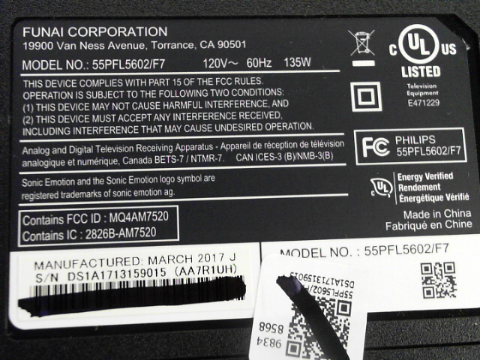 FUNAI CORPORATION
19900 Van Ness Avenue, Torrance, CA 90501
MODEL NO.: 55PFL5602/F7 120V~ 60Hz 135W
THIS DEVICE COMPLIES WITH PART 15 OF THE FCC RULES.
OPERATION IS SUBJECT TO THE FOLLOWING TWO CONDITIONS:
(1) THIS DEVICE MAY NOT CAUSE HARMFUL INTERFERENCE, AND
(2) THIS DEVICE MUST ACCEPT ANY INTERFERENCE RECEIVED,
INCLUDING INTERFERENCE THAT MAY CAUSE UNDESIRED OPERATION.
Analog and Digital Television Receiving Apparatus - Appareil de réception de télévision
analogique et numérique, Canada BETS-7 / NTMR-7. CAN ICES-3 (B)/NMB-3(B)
Sonic Emotion and the Sonic Emotion logo symbol are
registered trademarks of sonic emotion ag.
Contains FCC ID : MQ4AM7520
Contains IC : 2826B-AM7520
C UL US
LISTED
Television
Equipment
E471229
FC PHILIPS
55PFL5602/F7
UL
Energy Verified
Rendement
Énergétique Vérifié
Made in China
Fabriqué en Chine
MANUFACTURED: MARCH 2017 J
S/N DS1A1713159015 (AA7R1UH)
MODEL NO. : 55PFL5602/F7
55PFL5602/F7
DS1A1713159015
9834
8568